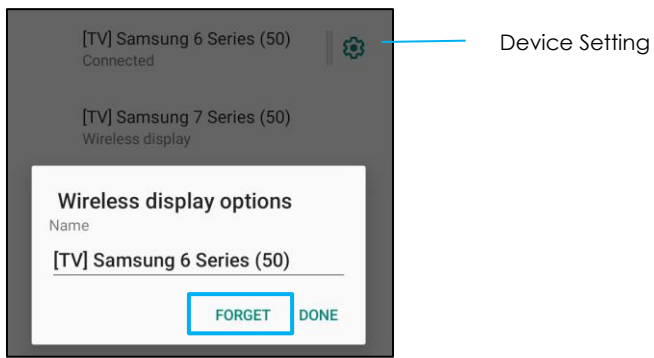 [TV] Samsung 6 Series (50)
Connected
Device Setting
[TV] Samsung 7 Series (50)
Wireless display
Wireless display options
Name
[TV] Samsung 6 Series (50)
FORGET DONE